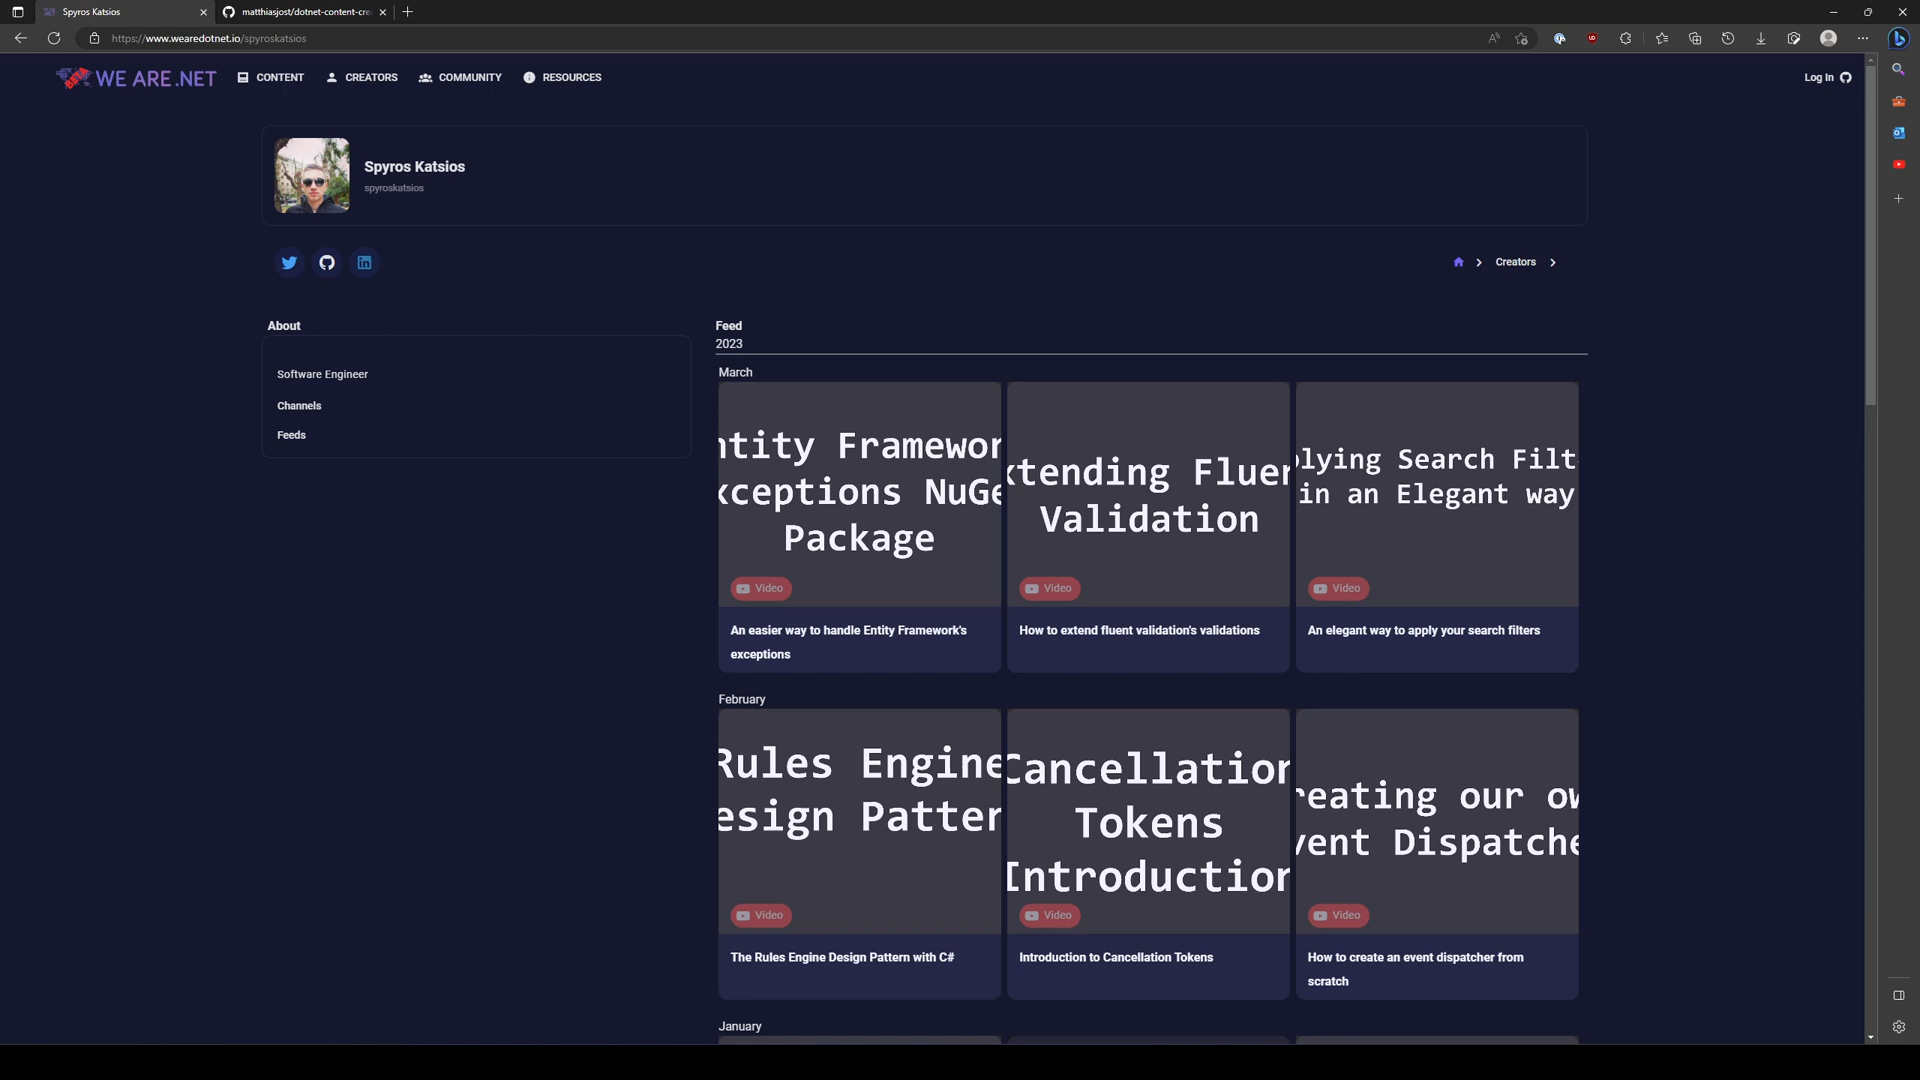 Spyros Katsios
matthiasjost/dotnet-content-cre
https://www.wearedotnet.io/spyroskatsios
WE ARE .NET
CONTENT
CREATORS
COMMUNITY
RESOURCES
Log In
Spyros Katsios
spyroskatsios
Creators
About
Software Engineer
Channels
Feeds
Feed
2023
March
ntity Framewor
xceptions NuGe
Package
Video
An easier way to handle Entity Framework's
exceptions
xtending Fluen
Validation
Video
How to extend fluent validation's validations
plying Search Filt
in an Elegant way
Video
An elegant way to apply your search filters
February
Rules Engine
esign Patter
Video
The Rules Engine Design Pattern with C#
Cancellation
Tokens
Introduction
Video
Introduction to Cancellation Tokens
reating our ow
vent Dispatche
Video
How to create an event dispatcher from
scratch
January